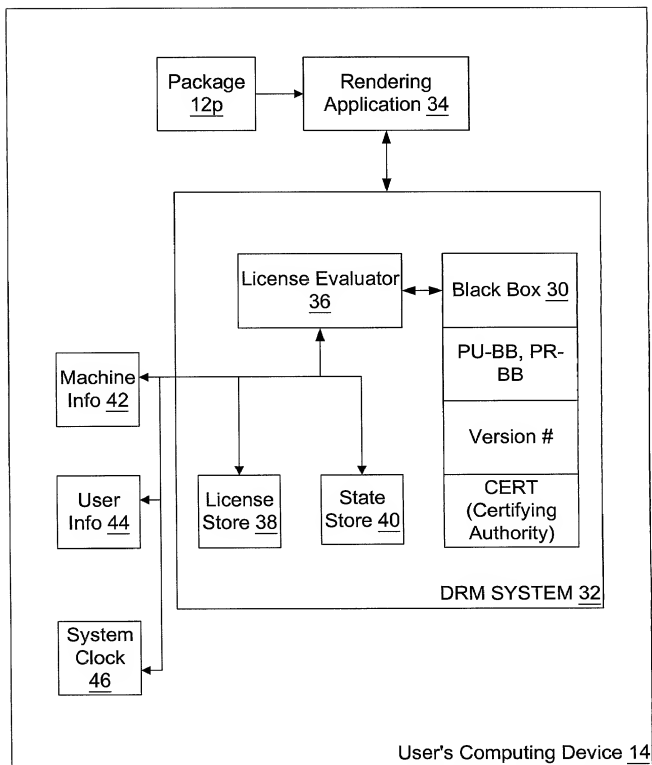 Package
12p
Rendering
Application 34
License Evaluator
36
Black Box 30
PU-BB, PR-
BB
Version #
CERT
(Certifying
Authority)
Machine
Info 42
User
Info 44
System
Clock
46
License
Store 38
State
Store 40
DRM SYSTEM 32
User's Computing Device 14